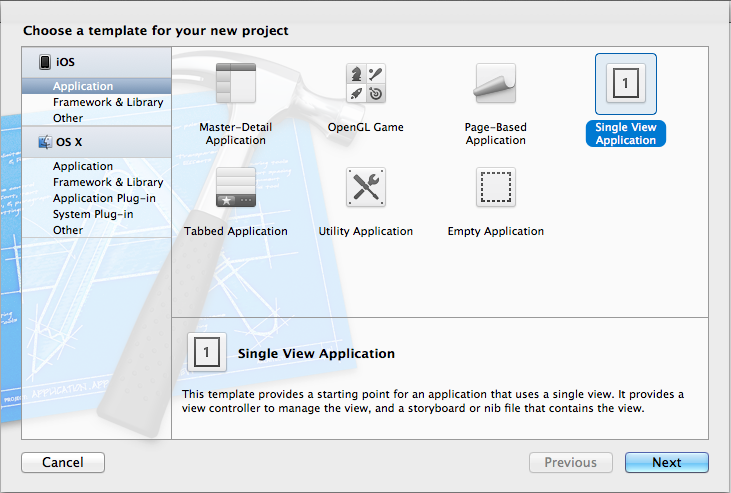 Choose a template for your new project
iOS
Application
Framework & Library
Other
OS X
Application
Framework & Library
Application Plug-in
System Plug-in
Other
Master-Detail
Application
OpenGL Game
Page-Based
Application
1
Single View
Application
Tabbed Application
Utility Application
Empty Application
1
Single View Application
This template provides a starting point for an application that uses a single view. It provides a
view controller to manage the view, and a storyboard or nib file that contains the view.
PROJECT APPLICATION APP
Cancel
Previous
Next